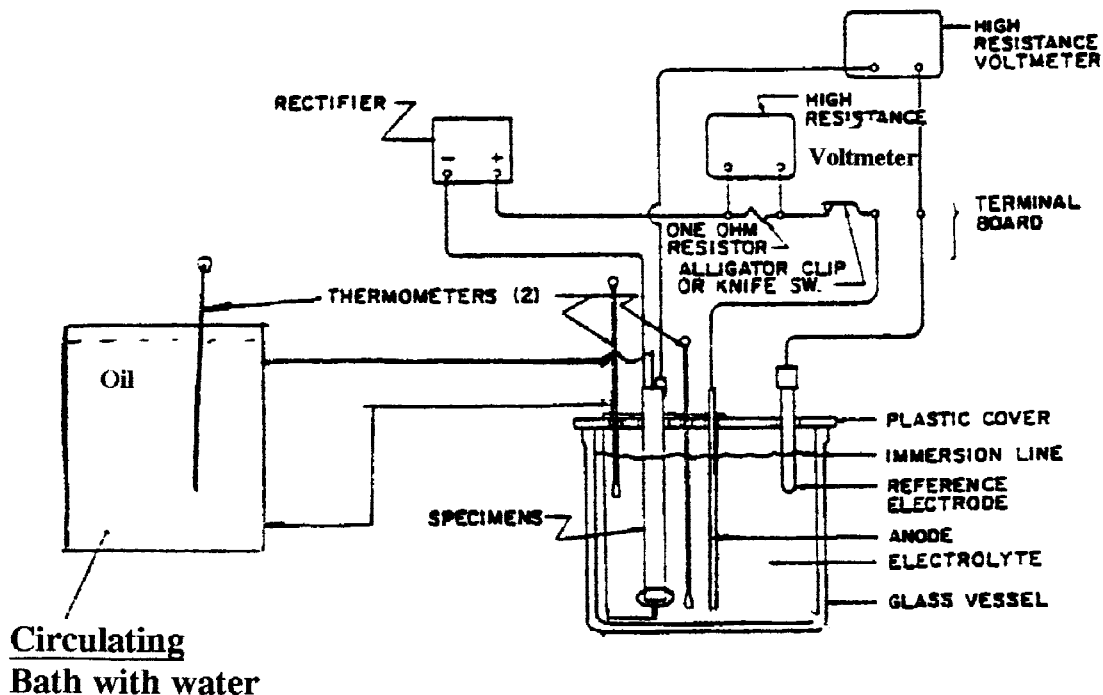 HIGH
RESISTANCE
VOLTMETER
RECTIFIER
HIGH
RESISTANCE
Voltmeter
- +
TERMINAL
BOARD
ONE OHM
RESISTOR
ALLIGATOR CLIP
OR KNIFE SW.
THERMOMETERS (2)
Oil
PLASTIC COVER
IMMERSION LINE
REFERENCE
ELECTRODE
SPECIMENS
ANODE
ELECTROLYTE
GLASS VESSEL
Circulating
Bath with water